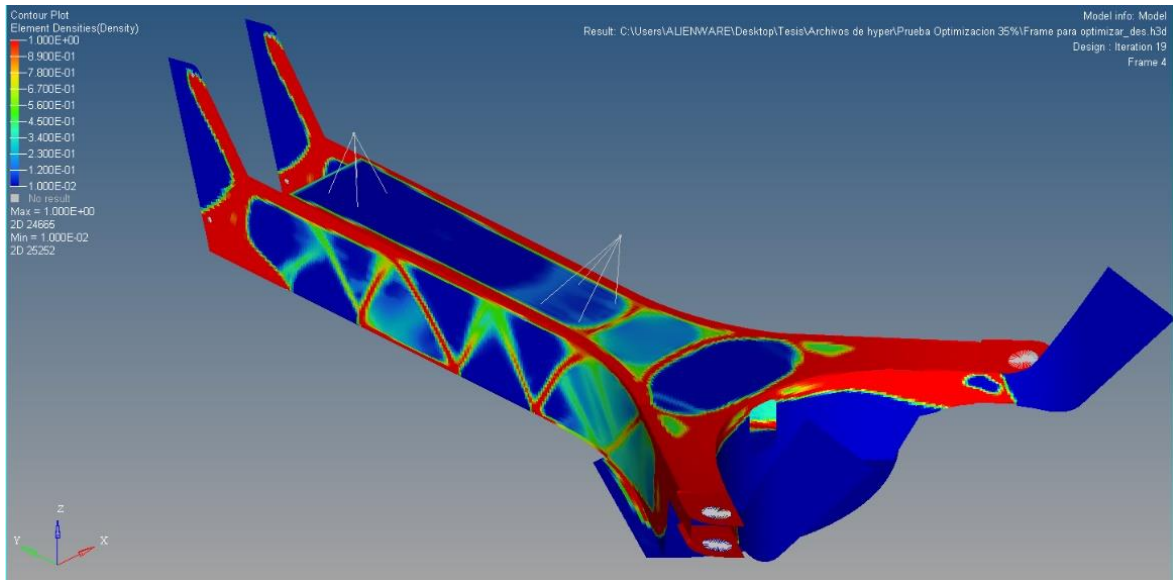 Contour Plot
Element Densities(Density)
1.000E+00
8.900E-01
7.800E-01
6.700E-01
5.600E-01
4.500E-01
3.400E-01
2.300E-01
1.200E-01
1.000E-02
No result
Max = 1.000E+00
2D 24665
Min = 1.000E-02
2D 25252
Model info: Model
Result: C:\Users\ALIENWARE\Desktop\Tesis\Archivos de hyper\Prueba Optimizacion 35%\Frame para optimizar_des.h3d
Design : Iteration 19
Frame 4
Z
Y
X